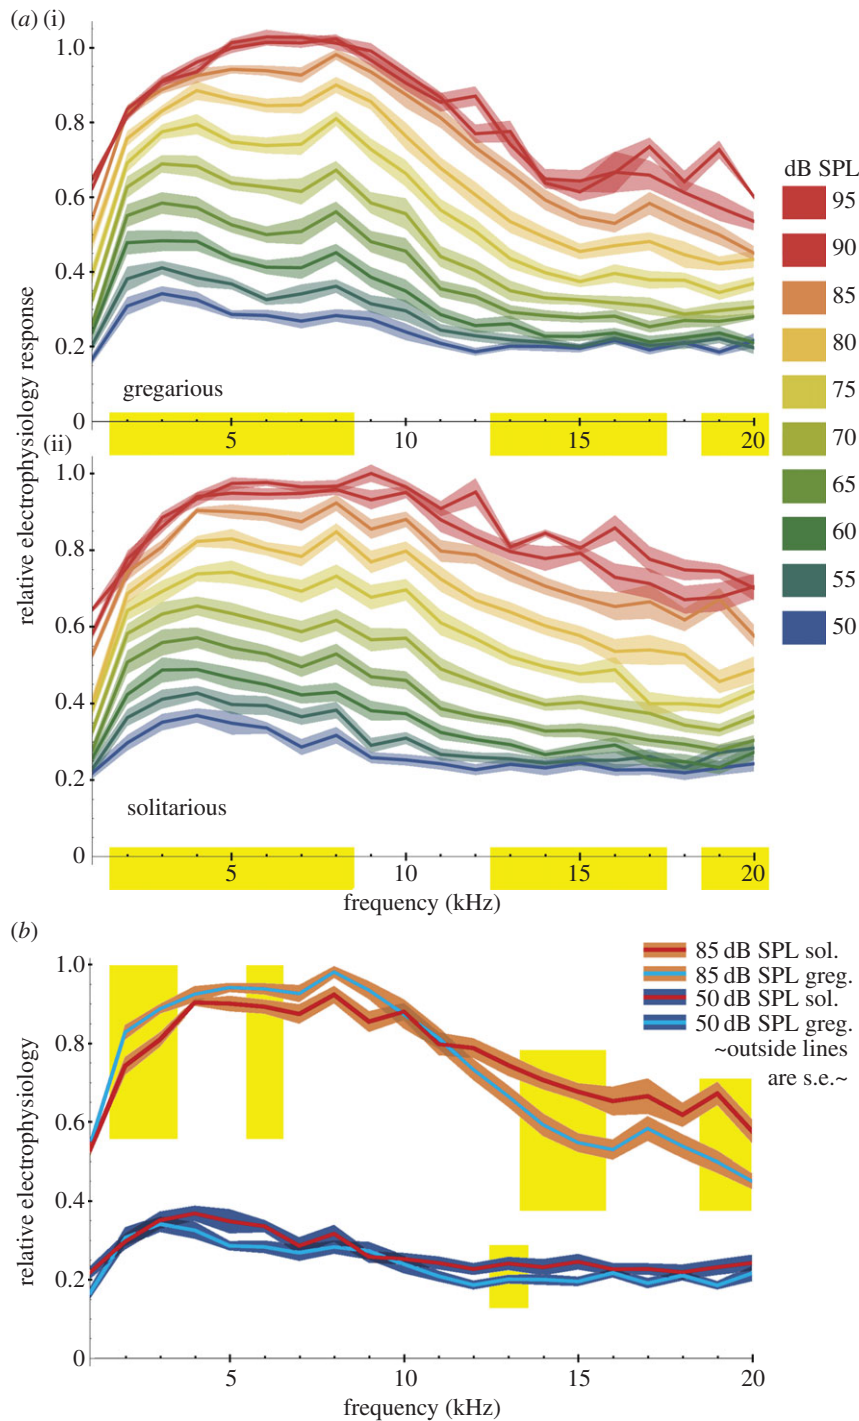 (a) (i)
1.0
0.8
0.6
0.4
0.2
0
relative electrophysiology response
gregarious
5
10
15
20
dB SPL
95
90
85
80
75
70
65
60
55
50
(ii)
1.0
0.8
0.6
0.4
0.2
0
solitarious
5
10
15
20
frequency (kHz)
(b)
1.0
0.8
0.6
0.4
0.2
0
relative electrophysiology
85 dB SPL sol.
85 dB SPL greg.
50 dB SPL sol.
50 dB SPL greg.
~outside lines
are s.e.~
5
10
15
20
frequency (kHz)